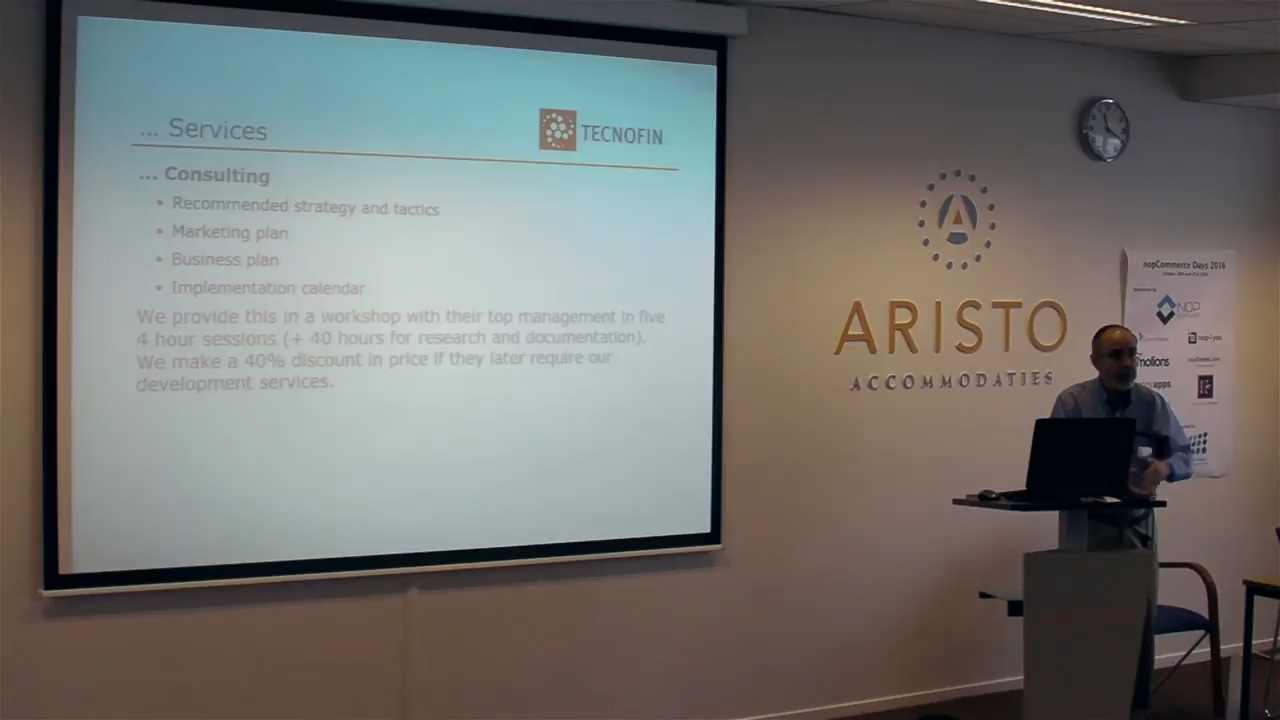 ... Services
TECNOFIN
... Consulting
• Recommended strategy and tactics
• Marketing plan
• Business plan
• Implementation calendar
We provide this in a workshop with their top management in five
4 hour sessions (+ 40 hours for research and documentation).
We make a 40% discount in price if they later require our
development services.
A
ARISTO
ACCOMMODATIES
nopCommerce Days 2016
NOP
nop4you